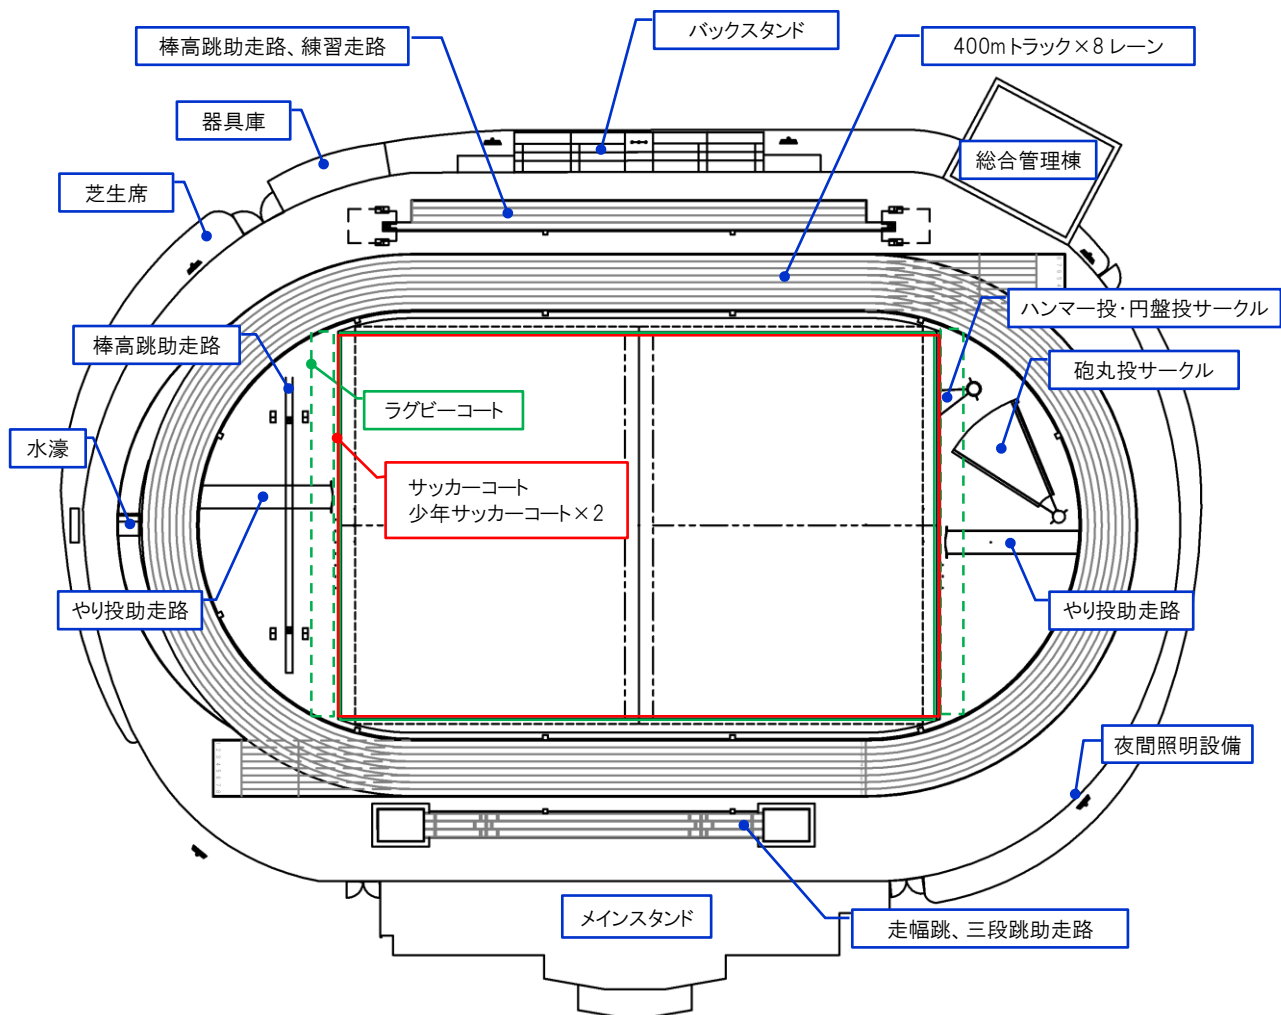 バックスタンド
棒高跳助走路、練習走路
400mトラック×8レーン
器具庫
総合管理棟
芝生席
ハンマー投・円盤投サークル
棒高跳助走路
砲丸投サークル
ラグビーコート
水濠
サッカーコート
少年サッカーコート×2
やり投助走路
やり投助走路
夜間照明設備
メインスタンド
走幅跳、三段跳助走路